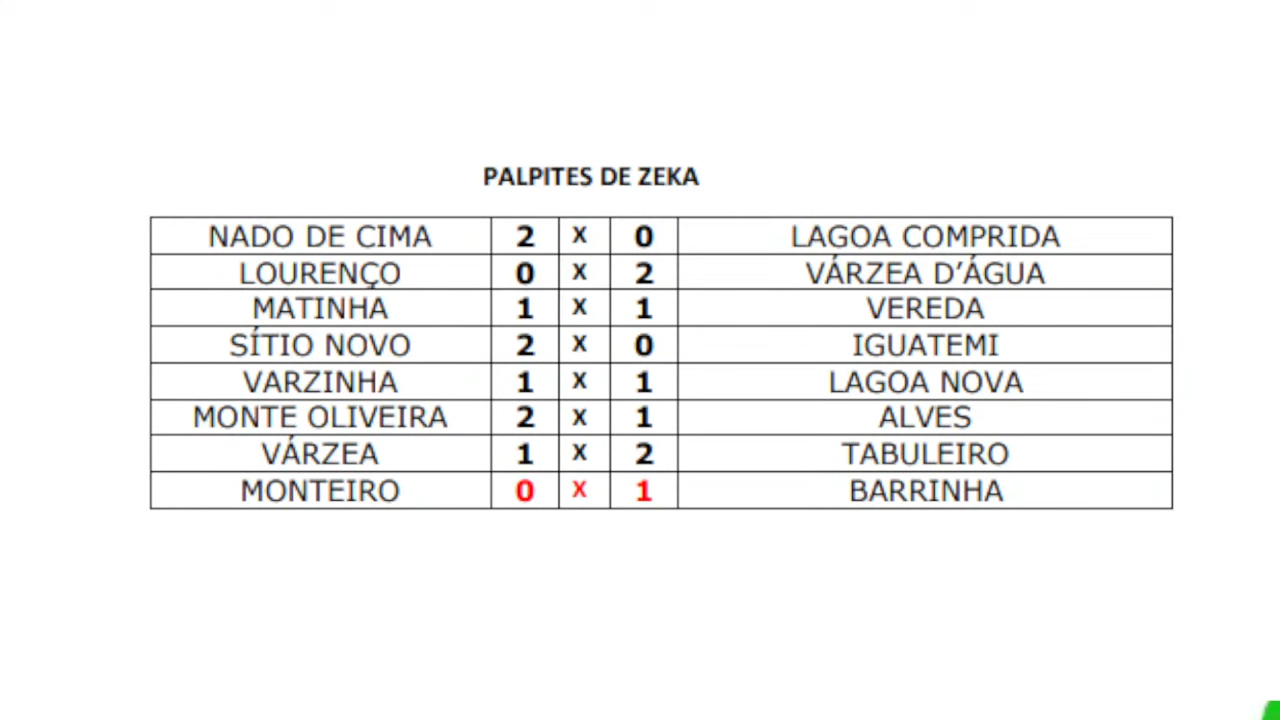 PALPITES DE ZEKA
NADO DE CIMA 2 X 0 LAGOA COMPRIDA
LOURENÇO 0 X 2 VÁRZEA D’ÁGUA
MATINHA 1 X 1 VEREDA
SÍTIO NOVO 2 X 0 IGUATEMI
VARZINHA 1 X 1 LAGOA NOVA
MONTE OLIVEIRA 2 X 1 ALVES
VÁRZEA 1 X 2 TABULEIRO
MONTEIRO 0 X 1 BARRINHA